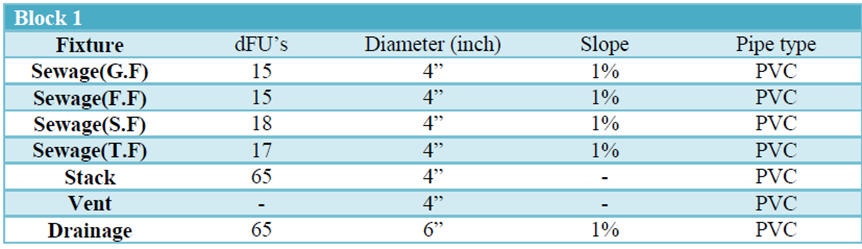 Block 1
Fixture dFU’s Diameter (inch) Slope Pipe type
Sewage(G.F) 15 4” 1% PVC
Sewage(F.F) 15 4” 1% PVC
Sewage(S.F) 18 4” 1% PVC
Sewage(T.F) 17 4” 1% PVC
Stack 65 4” - PVC
Vent - 4” - PVC
Drainage 65 6” 1% PVC